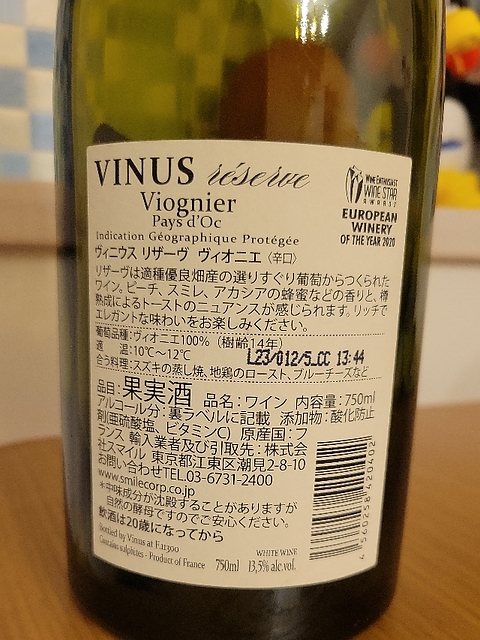 VINUS réserve
WINE ENTHUSIAST
WINE STAR
AWARDS
Viognier
Pays d'Oc
EUROPEAN
WINERY
OF THE YEAR 2020
Indication Géographique Protégée
ヴィニウス リザーヴ ヴィオニエ〈辛口〉
リザーヴは適種優良畑産の選りすぐり葡萄からつくられた
ワイン。ピーチ、スミレ、アカシアの蜂蜜などの香りと、樽
熟成によるトーストのニュアンスが感じられます。リッチで
エレガントな味わいをお楽しみください。
葡萄品種:ヴィオニエ100% (樹齢14年)
適 温:10℃~12℃
L23/012/5.CC 13:44
合う料理:スズキの蒸し焼、地鶏のロースト、ブルーチーズなど
品目:果実酒 品名:ワイン 内容量:750ml
アルコール分:裏ラベルに記載 添加物:酸化防止
剤(亜硫酸塩、ビタミンC) 原産国:フ
ランス 輸入業者及び引取先:株式会
社スマイル 東京都江東区潮見2-8-10
お問い合わせTEL.03-6731-2400
www.smilecorp.co.jp
*中味成分が沈殿することがありますが
自然の酵母ですのでご安心ください。
飲酒は20歳になってから
Bottled by Vinus at F.11300
Contains sulphites - Product of France
750ml
WHITE WINE
13,5% alc.vol.
4 560258 420402